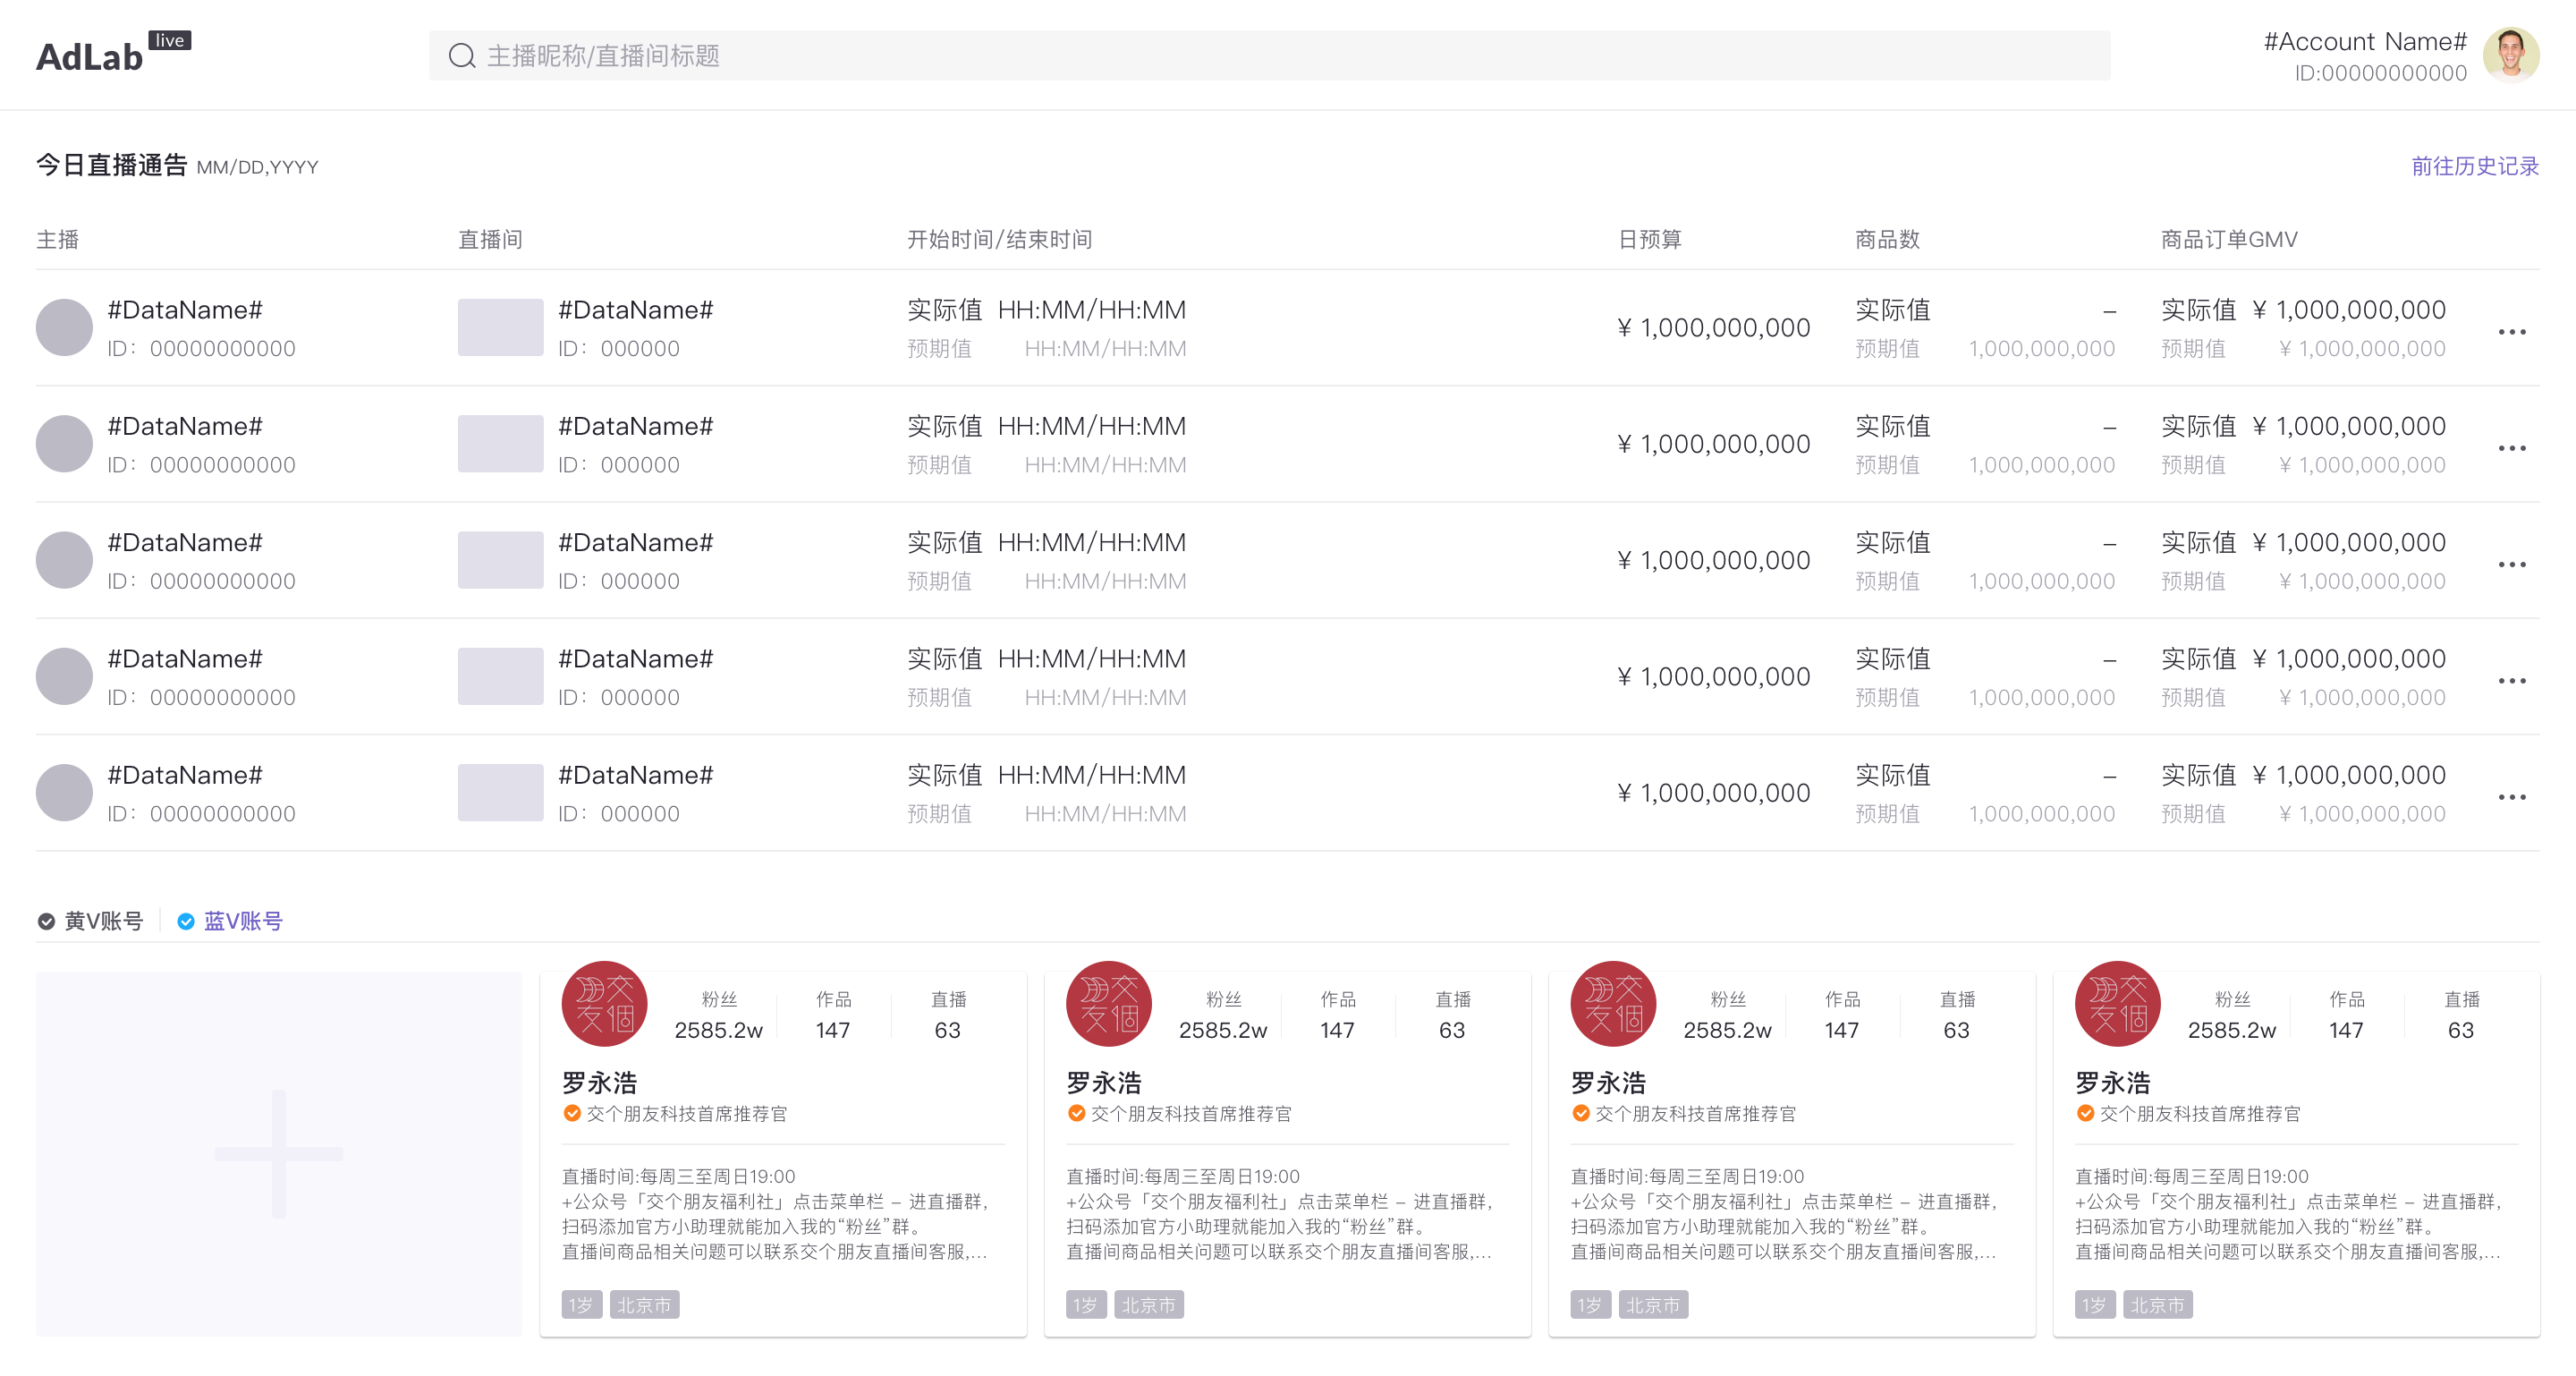 AdLab live
主播昵称/直播间标题
#Account Name#
ID:00000000000
今日直播通告 MM/DD,YYYY
前往历史记录
主播 直播间 开始时间/结束时间 日预算 商品数 商品订单GMV
#DataName# #DataName# 实际值 HH:MM/HH:MM ¥ 1,000,000,000 实际值 – 实际值 ¥ 1,000,000,000
ID: 00000000000 ID: 000000 预期值 HH:MM/HH:MM 预期值 1,000,000,000 预期值 ¥ 1,000,000,000
#DataName# #DataName# 实际值 HH:MM/HH:MM ¥ 1,000,000,000 实际值 – 实际值 ¥ 1,000,000,000
ID: 00000000000 ID: 000000 预期值 HH:MM/HH:MM 预期值 1,000,000,000 预期值 ¥ 1,000,000,000
#DataName# #DataName# 实际值 HH:MM/HH:MM ¥ 1,000,000,000 实际值 – 实际值 ¥ 1,000,000,000
ID: 00000000000 ID: 000000 预期值 HH:MM/HH:MM 预期值 1,000,000,000 预期值 ¥ 1,000,000,000
#DataName# #DataName# 实际值 HH:MM/HH:MM ¥ 1,000,000,000 实际值 – 实际值 ¥ 1,000,000,000
ID: 00000000000 ID: 000000 预期值 HH:MM/HH:MM 预期值 1,000,000,000 预期值 ¥ 1,000,000,000
#DataName# #DataName# 实际值 HH:MM/HH:MM ¥ 1,000,000,000 实际值 – 实际值 ¥ 1,000,000,000
ID: 00000000000 ID: 000000 预期值 HH:MM/HH:MM 预期值 1,000,000,000 预期值 ¥ 1,000,000,000
黄V账号 蓝V账号
交個朋友
粉丝 作品 直播
2585.2w 147 63
罗永浩
交个朋友科技首席推荐官
直播时间:每周三至周日19:00
+公众号「交个朋友福利社」点击菜单栏 – 进直播群,
扫码添加官方小助理就能加入我的“粉丝”群。
直播间商品相关问题可以联系交个朋友直播间客服,...
1岁 北京市
交個朋友
粉丝 作品 直播
2585.2w 147 63
罗永浩
交个朋友科技首席推荐官
直播时间:每周三至周日19:00
+公众号「交个朋友福利社」点击菜单栏 – 进直播群,
扫码添加官方小助理就能加入我的“粉丝”群。
直播间商品相关问题可以联系交个朋友直播间客服,...
1岁 北京市
交個朋友
粉丝 作品 直播
2585.2w 147 63
罗永浩
交个朋友科技首席推荐官
直播时间:每周三至周日19:00
+公众号「交个朋友福利社」点击菜单栏 – 进直播群,
扫码添加官方小助理就能加入我的“粉丝”群。
直播间商品相关问题可以联系交个朋友直播间客服,...
1岁 北京市
交個朋友
粉丝 作品 直播
2585.2w 147 63
罗永浩
交个朋友科技首席推荐官
直播时间:每周三至周日19:00
+公众号「交个朋友福利社」点击菜单栏 – 进直播群,
扫码添加官方小助理就能加入我的“粉丝”群。
直播间商品相关问题可以联系交个朋友直播间客服,...
1岁 北京市